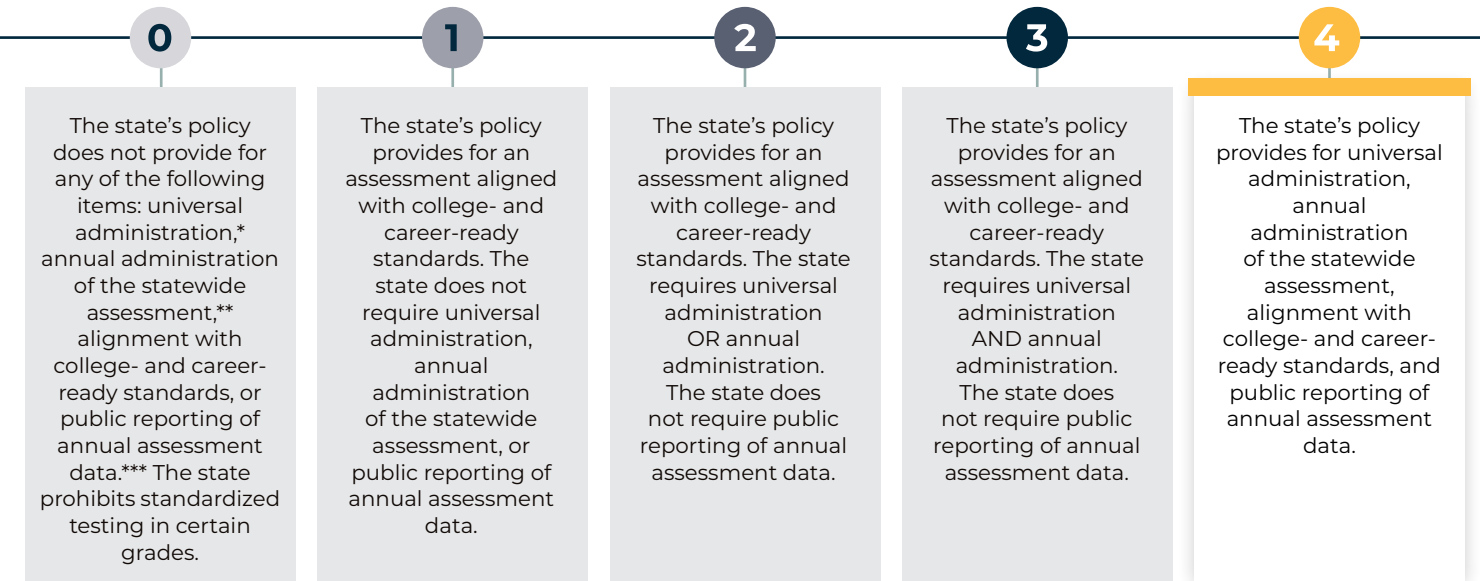 0
The state’s policy
does not provide for
any of the following
items: universal
administration,*
annual administration
of the statewide
assessment,**
alignment with
college- and career-
ready standards, or
public reporting of
annual assessment
data.*** The state
prohibits standardized
testing in certain
grades.
1
The state’s policy
provides for an
assessment aligned
with college- and
career-ready
standards. The
state does not
require universal
administration,
annual
administration
of the statewide
assessment, or
public reporting of
annual assessment
data.
2
The state’s policy
provides for an
assessment aligned
with college- and
career-ready
standards. The state
requires universal
administration
OR annual
administration.
The state does
not require public
reporting of annual
assessment data.
3
The state’s policy
provides for an
assessment aligned
with college- and
career-ready
standards. The state
requires universal
administration
AND annual
administration.
The state does
not require public
reporting of annual
assessment data.
4
The state’s policy
provides for universal
administration,
annual
administration
of the statewide
assessment,
alignment with
college- and career-
ready standards, and
public reporting of
annual assessment
data.